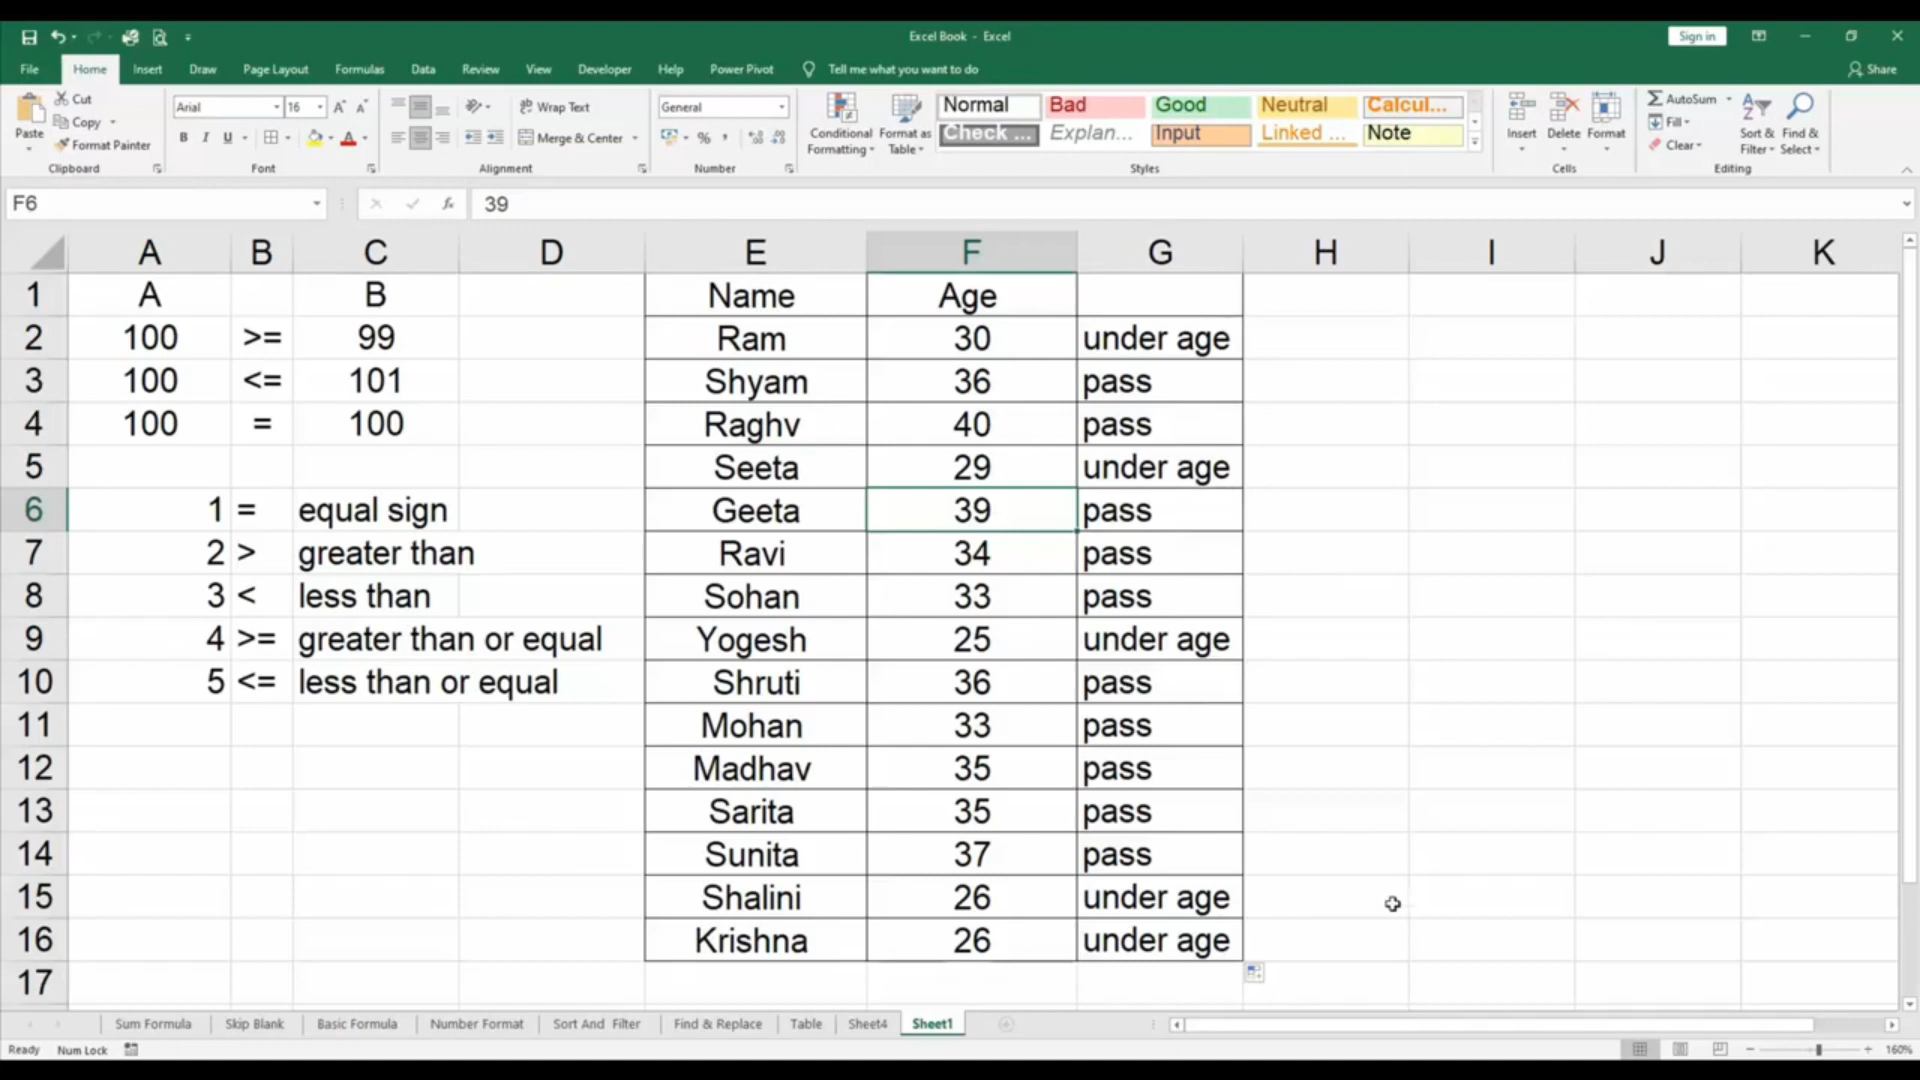 Excel Book - Excel
Sign in
File Home Insert Draw Page Layout Formulas Data Review View Developer Help Power Pivot Tell me what you want to do Share
Cut
Copy
Format Painter
Paste
Clipboard
Arial 16
B I U
Font
Wrap Text
Merge & Center
Alignment
General
Number
Conditional Formatting
Format as Table
Normal Bad Good Neutral Calcul...
Check ... Explan... Input Linked ... Note
Styles
Insert Delete Format
Cells
AutoSum
Fill
Clear
Sort & Filter
Find & Select
Editing
F6 fx 39
A B C D E F G H I J K
1 A B Name Age
2 100 >= 99 Ram 30 under age
3 100 <= 101 Shyam 36 pass
4 100 = 100 Raghv 40 pass
5 Seeta 29 under age
6 1 = equal sign Geeta 39 pass
7 2 > greater than Ravi 34 pass
8 3 < less than Sohan 33 pass
9 4 >= greater than or equal Yogesh 25 under age
10 5 <= less than or equal Shruti 36 pass
11 Mohan 33 pass
12 Madhav 35 pass
13 Sarita 35 pass
14 Sunita 37 pass
15 Shalini 26 under age
16 Krishna 26 under age
17
Sum Formula Skip Blank Basic Formula Number Format Sort And Filter Find & Replace Table Sheet4 Sheet1
Ready Num Lock 160%